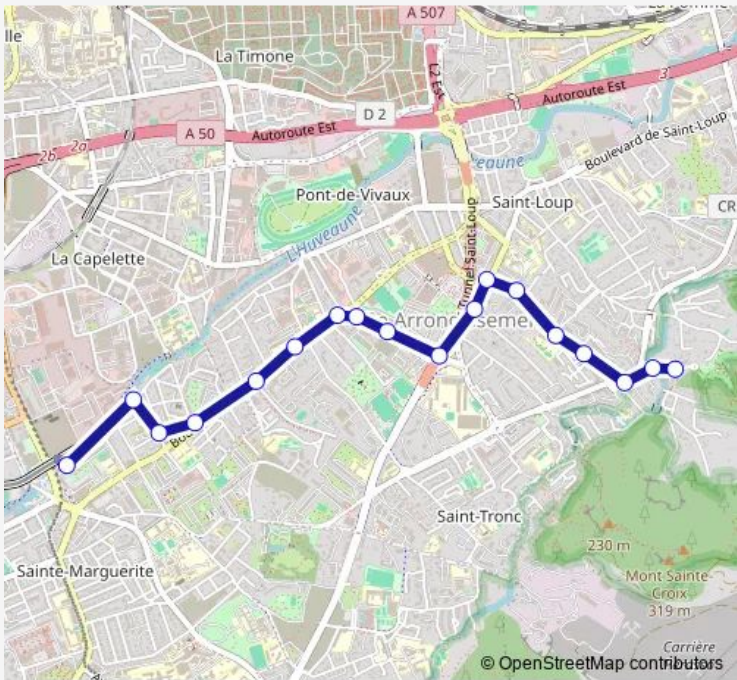 A 507
lle
La Timone
L2 Est
D 2
Autoroute Est
3
A 50
Autoroute Est
2b
2a
Boulevard de Saint-Loup
Pont-de-Vivaux
Saint-Loup
CR
L'Huveaune
Tunnel Saint-Loup
La Capelette
Saint-Tronc
230 m
Sainte-Marguerite
Mont Sainte-
Croix
319 m
Carrière
© OpenStreetMap contributors